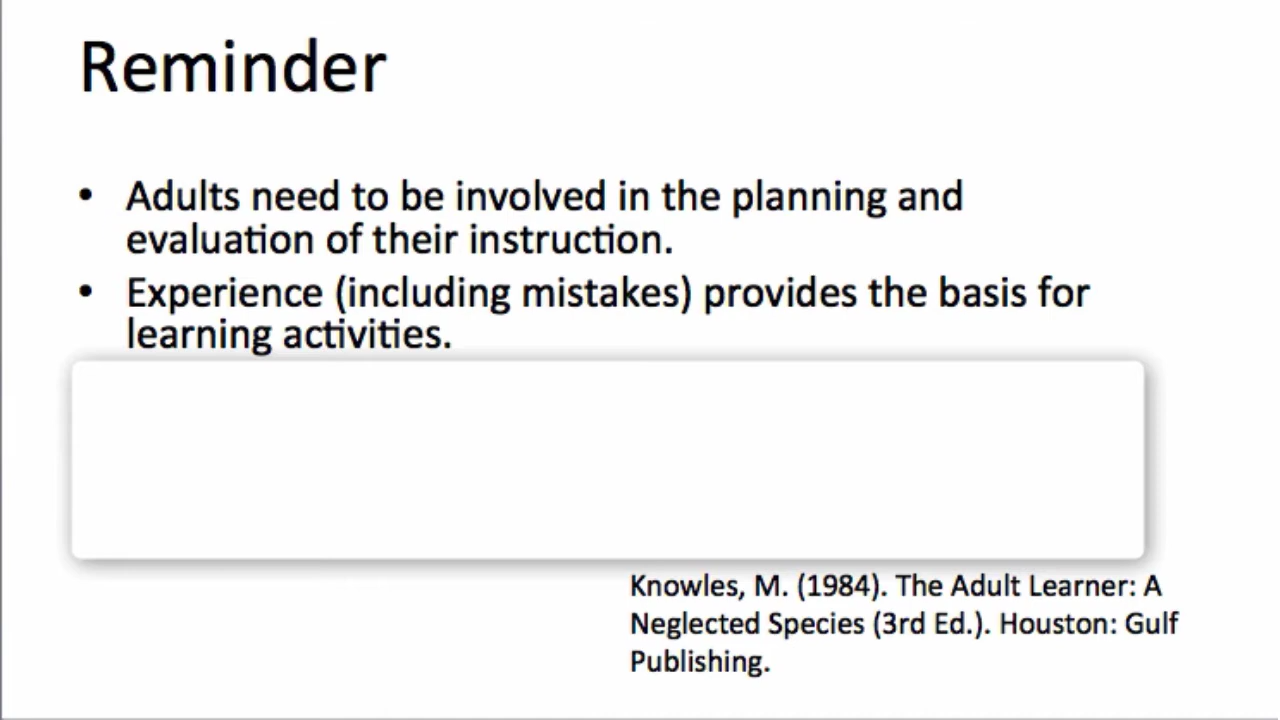 Reminder
• Adults need to be involved in the planning and
evaluation of their instruction.
• Experience (including mistakes) provides the basis for
learning activities.
Knowles, M. (1984). The Adult Learner: A
Neglected Species (3rd Ed.). Houston: Gulf
Publishing.